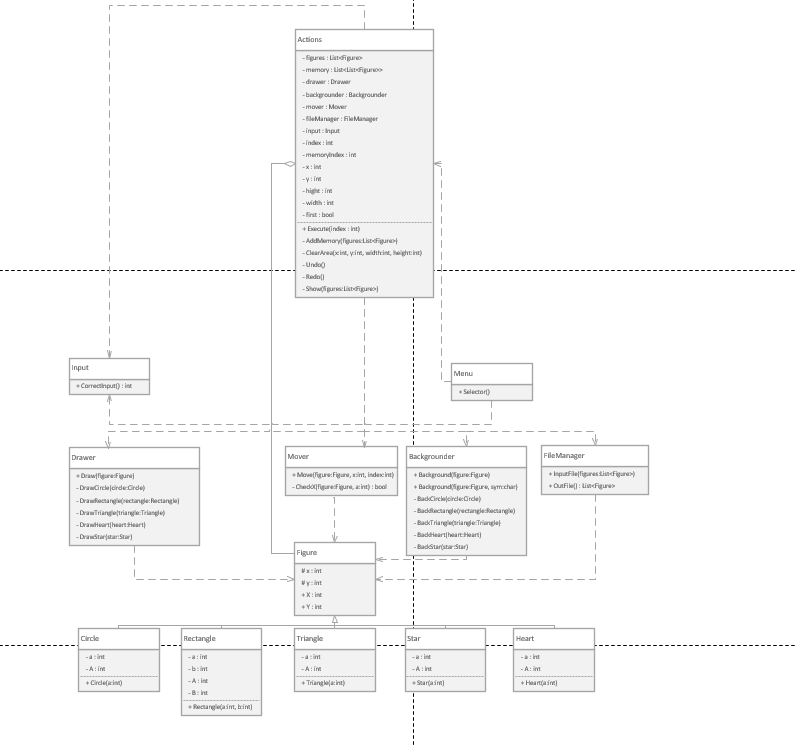 Actions
- figures : List<Figure>
- memory : List<List<Figure>>
- drawer : Drawer
- backgrounder : Backgrounder
- mover : Mover
- fileManager : FileManager
- input : Input
- index : int
- memoryIndex : int
- x : int
- y : int
- hight : int
- width : int
- first : bool
+ Execute(index : int)
- AddMemory(figures:List<Figure>)
- ClearArea(x:int, y:int, width:int, height:int)
- Undo()
- Redo()
- Show(figures:List<Figure>)
Input
+ CorrectInput() : int
Menu
+ Selector()
Drawer
+ Draw(figure:Figure)
- DrawCircle(circle:Circle)
- DrawRectangle(rectangle:Rectangle)
- DrawTriangle(triangle:Triangle)
- DrawHeart(heart:Heart)
- DrawStar(star:Star)
Mover
+ Move(figure:Figure, x:int, index:int)
- CheckX(figure:Figure, a:int) : bool
Backgrounder
+ Background(figure:Figure)
+ Background(figure:Figure, sym:char)
- BackCircle(circle:Circle)
- BackRectangle(rectangle:Rectangle)
- BackTriangle(triangle:Triangle)
- BackHeart(heart:Heart)
- BackStar(star:Star)
FileManager
+ InputFile(figures:List<Figure>)
+ OutFile() : List<Figure>
Figure
# x : int
# y : int
+ X : int
+ Y : int
Circle
- a : int
- A : int
+ Circle(a:int)
Rectangle
- a : int
- b : int
- A : int
- B : int
+ Rectangle(a:int, b:int)
Triangle
- a : int
- A : int
+ Triangle(a:int)
Star
- a : int
- A : int
+ Star(a:int)
Heart
- a : int
- A : int
+ Heart(a:int)